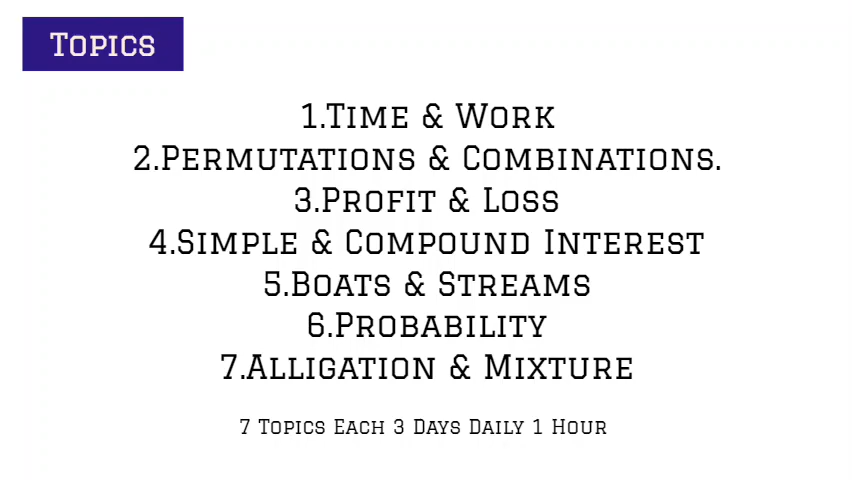 Topics
1.Time & Work
2.Permutations & Combinations.
3.Profit & Loss
4.Simple & Compound Interest
5.Boats & Streams
6.Probability
7.Alligation & Mixture
7 Topics Each 3 Days Daily 1 Hour